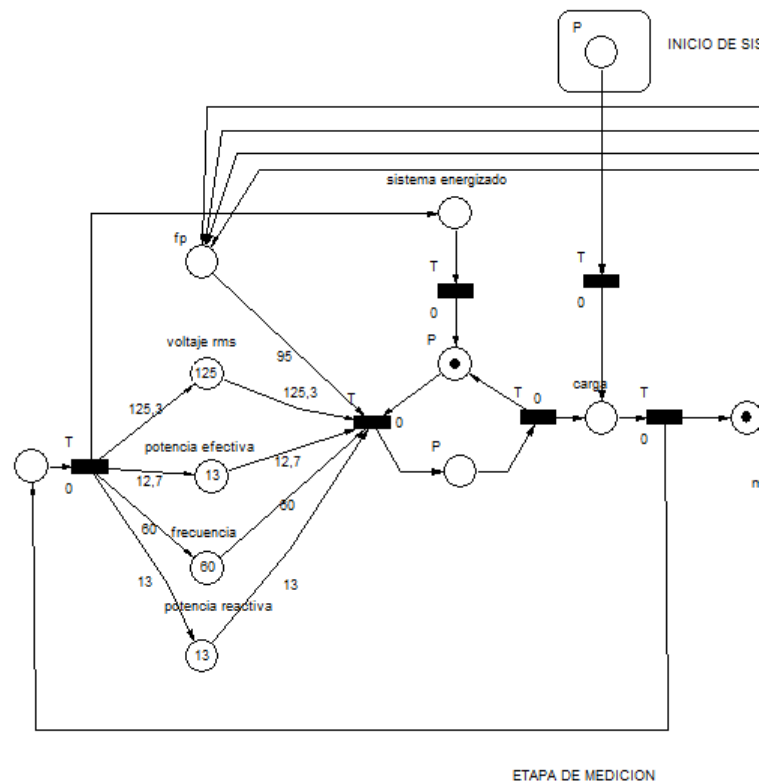 P
INICIO DE SIS
sistema energizado
fp
T
0
T
0
voltaje rms
P
95
125
125,3
125,3
T
0
carga
T
0
T
0
potencia efectiva
T
0
12,7
13
12,7
P
60
frecuencia
60
60
n
13
potencia reactiva
13
13
ETAPA DE MEDICION